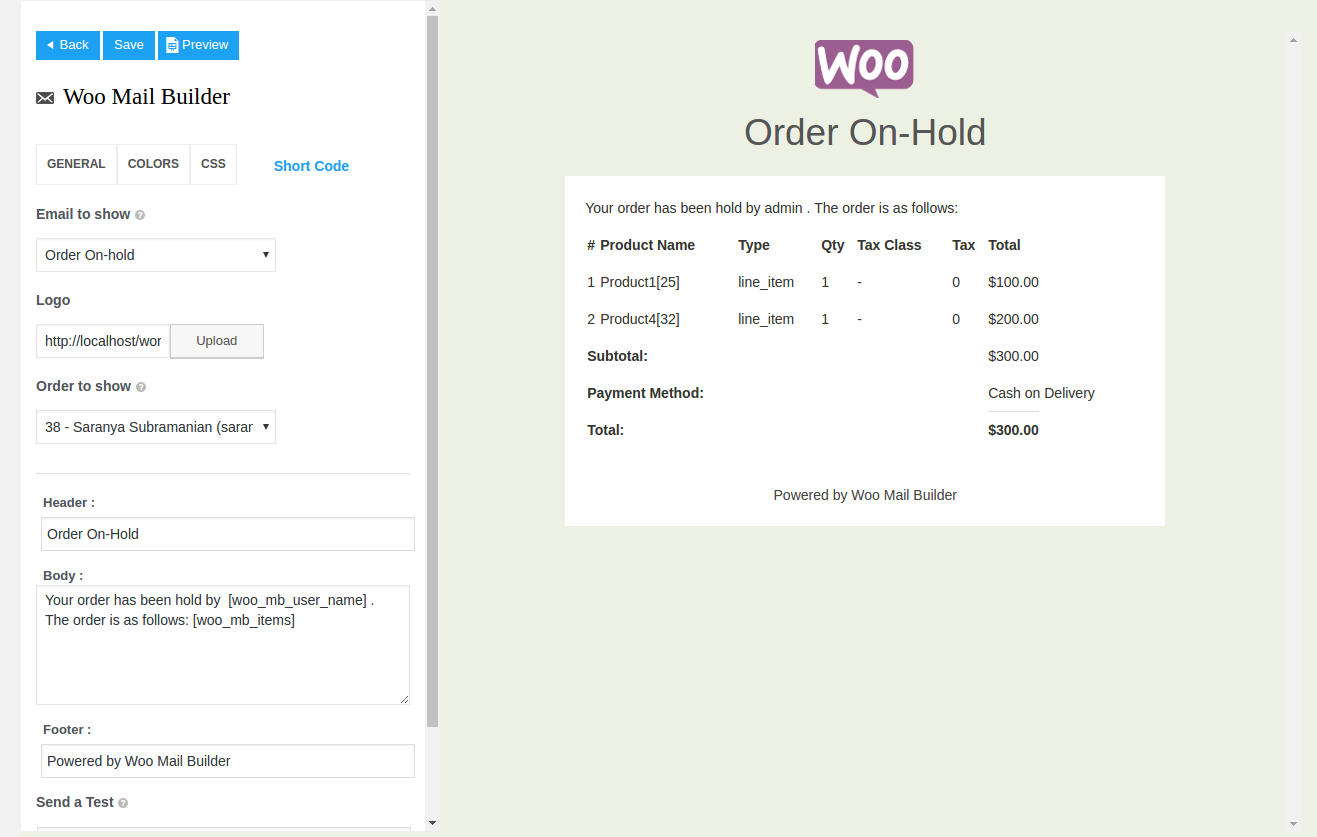 Back Save Preview
Woo Mail Builder
GENERAL COLORS CSS Short Code
Email to show ?
Order On-hold
Logo
http://localhost/wor Upload
Order to show ?
38 - Saranya Subramanian (sarar
Header :
Order On-Hold
Body :
Your order has been hold by  [woo_mb_user_name] .
The order is as follows: [woo_mb_items]
Footer :
Powered by Woo Mail Builder
Send a Test ?
WOO
Order On-Hold
Your order has been hold by admin . The order is as follows:
# Product Name Type Qty Tax Class Tax Total
1 Product1[25] line_item 1 - 0 $100.00
2 Product4[32] line_item 1 - 0 $200.00
Subtotal: $300.00
Payment Method: Cash on Delivery
Total: $300.00
Powered by Woo Mail Builder